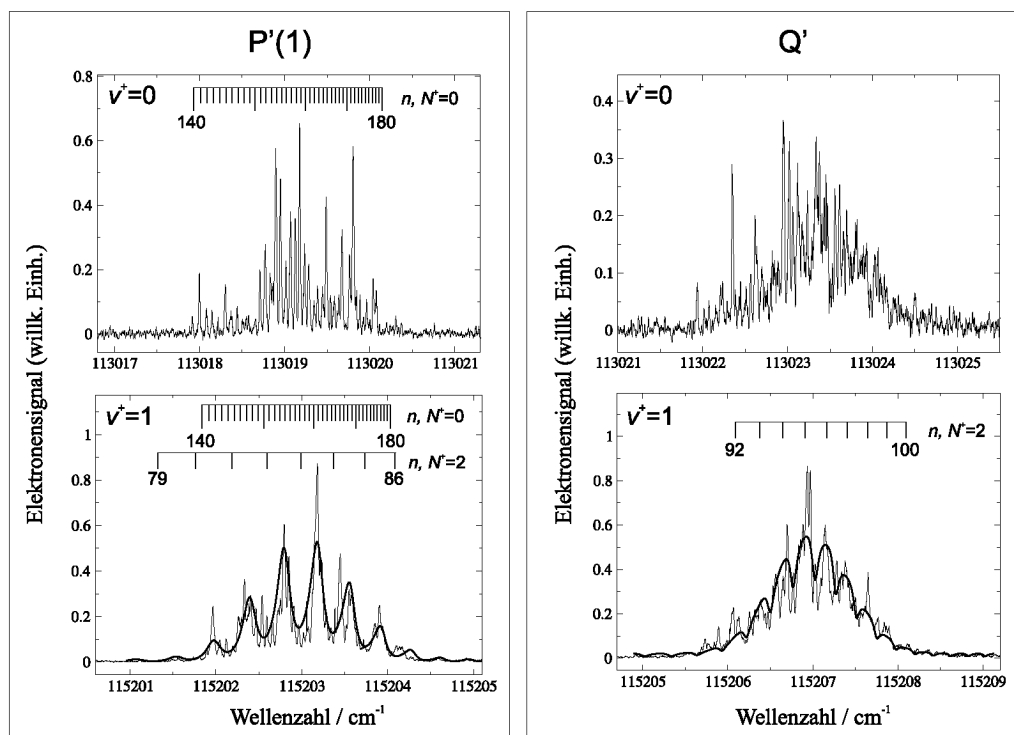 P'(1)
v⁺=0
n, N⁺=0
140 180
0.8
0.6
0.4
0.2
0
113017 113018 113019 113020 113021
v⁺=1
n, N⁺=0
140 180
n, N⁺=2
79 86
1
0.8
0.6
0.4
0.2
0
115201 115202 115203 115204 115205
Wellenzahl / cm⁻¹
Elektronensignal (willk. Einh.)
Q'
v⁺=0
0.4
0.3
0.2
0.1
0
113021 113022 113023 113024 113025
v⁺=1
n, N⁺=2
92 100
1
0.8
0.6
0.4
0.2
0
115205 115206 115207 115208 115209
Wellenzahl / cm⁻¹
Elektronensignal (willk. Einh.)